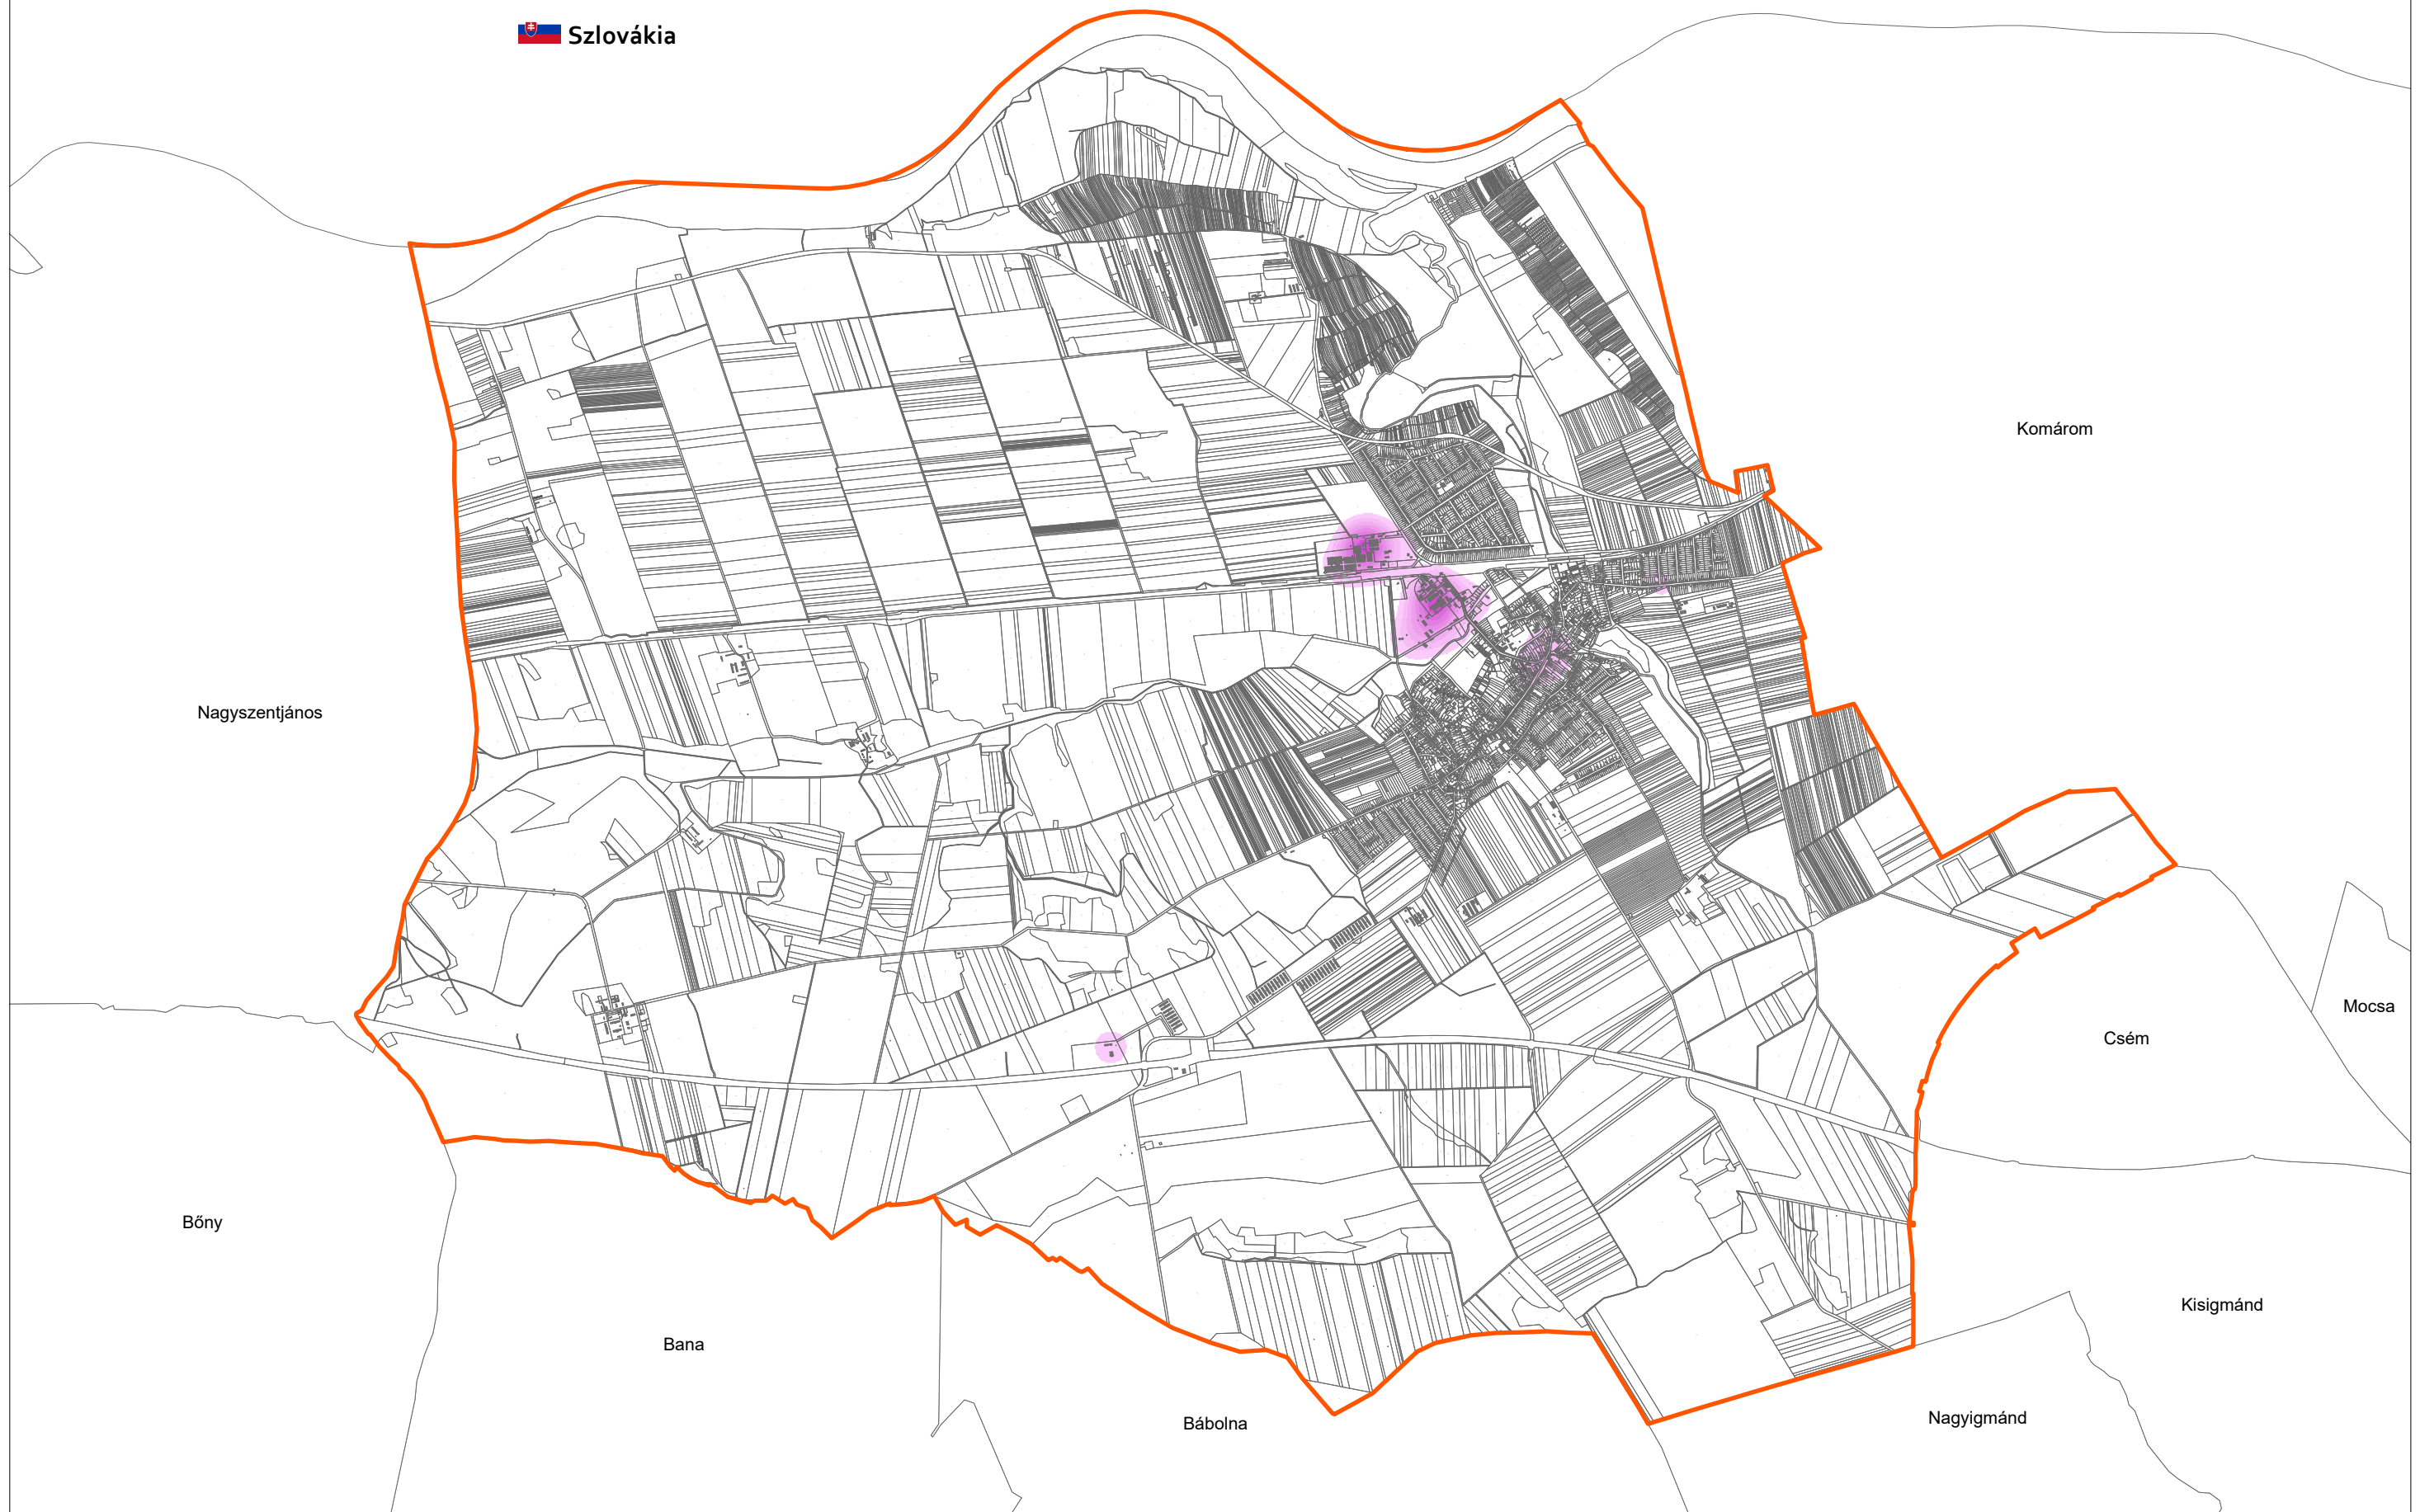 Szlovákia
Komárom
Nagyszentjános
Mocsa
Csém
Bőny
Kisigmánd
Bana
Nagyigmánd
Bábolna